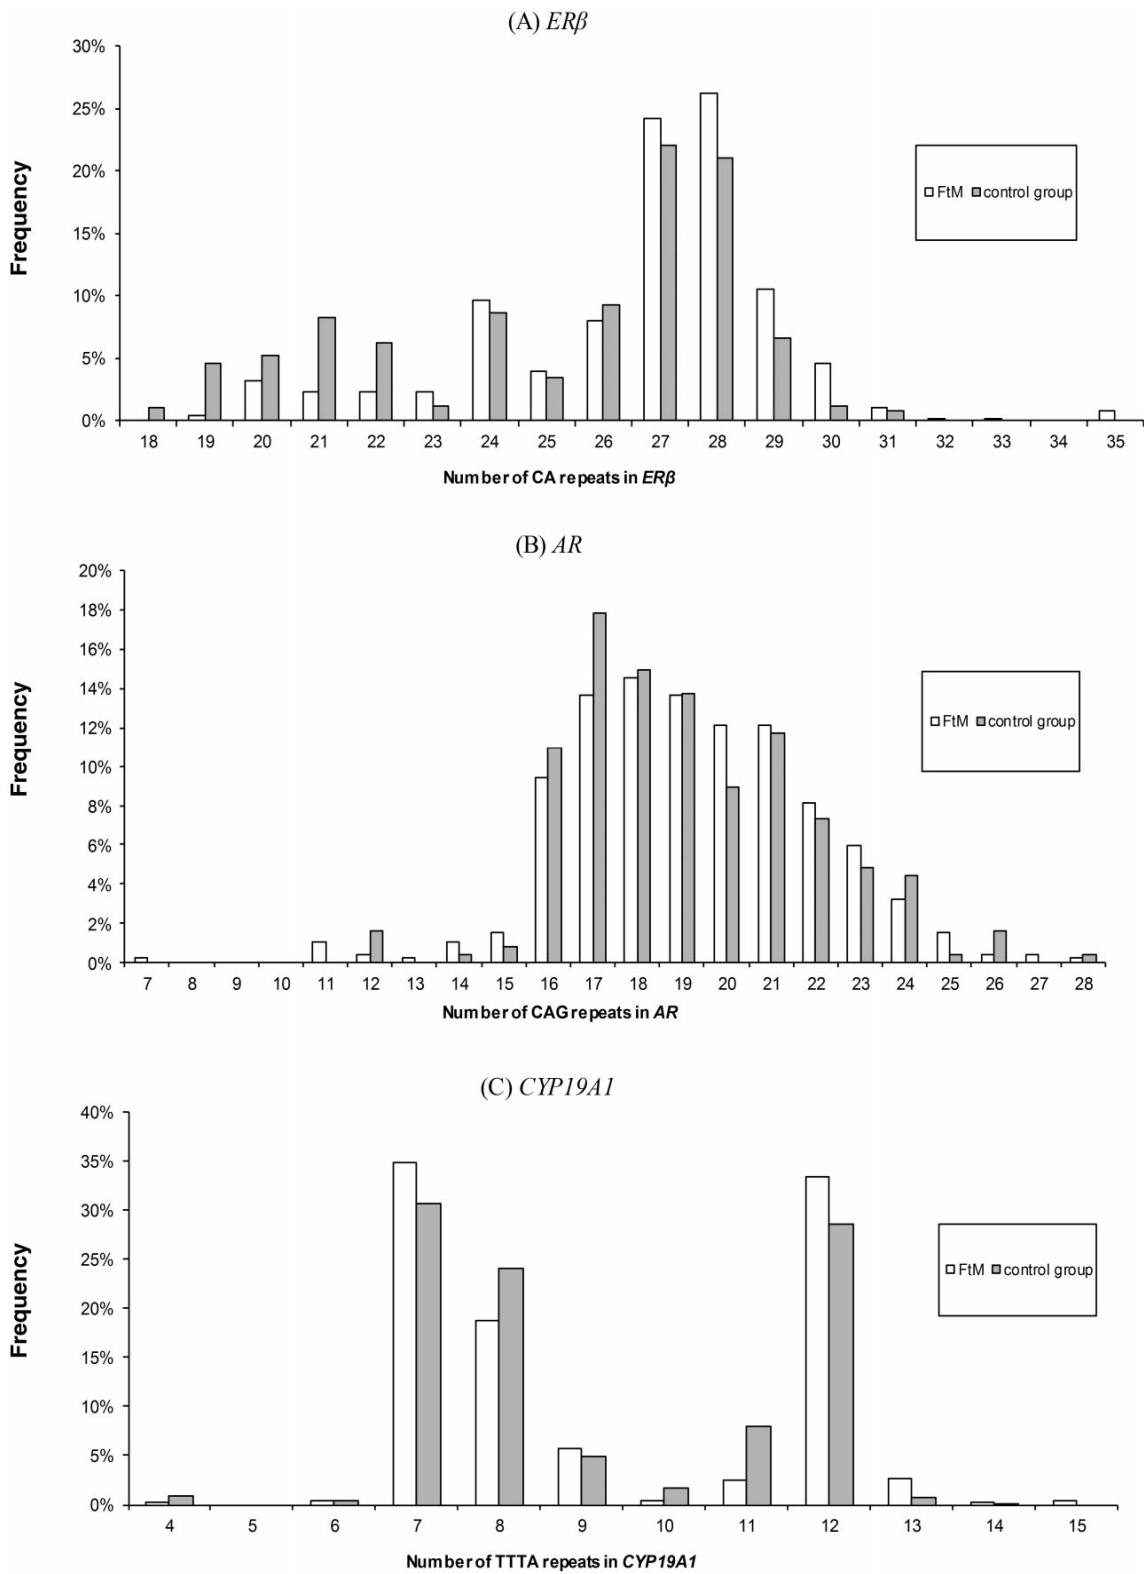 (A) ERβ
30%
25%
20%
15%
10%
5%
0%
Frequency
FtM control group
18 19 20 21 22 23 24 25 26 27 28 29 30 31 32 33 34 35
Number of CA repeats in ERβ
(B) AR
20%
18%
16%
14%
12%
10%
8%
6%
4%
2%
0%
Frequency
FtM control group
7 8 9 10 11 12 13 14 15 16 17 18 19 20 21 22 23 24 25 26 27 28
Number of CAG repeats in AR
(C) CYP19A1
40%
35%
30%
25%
20%
15%
10%
5%
0%
Frequency
FtM control group
4 5 6 7 8 9 10 11 12 13 14 15
Number of TTTA repeats in CYP19A1